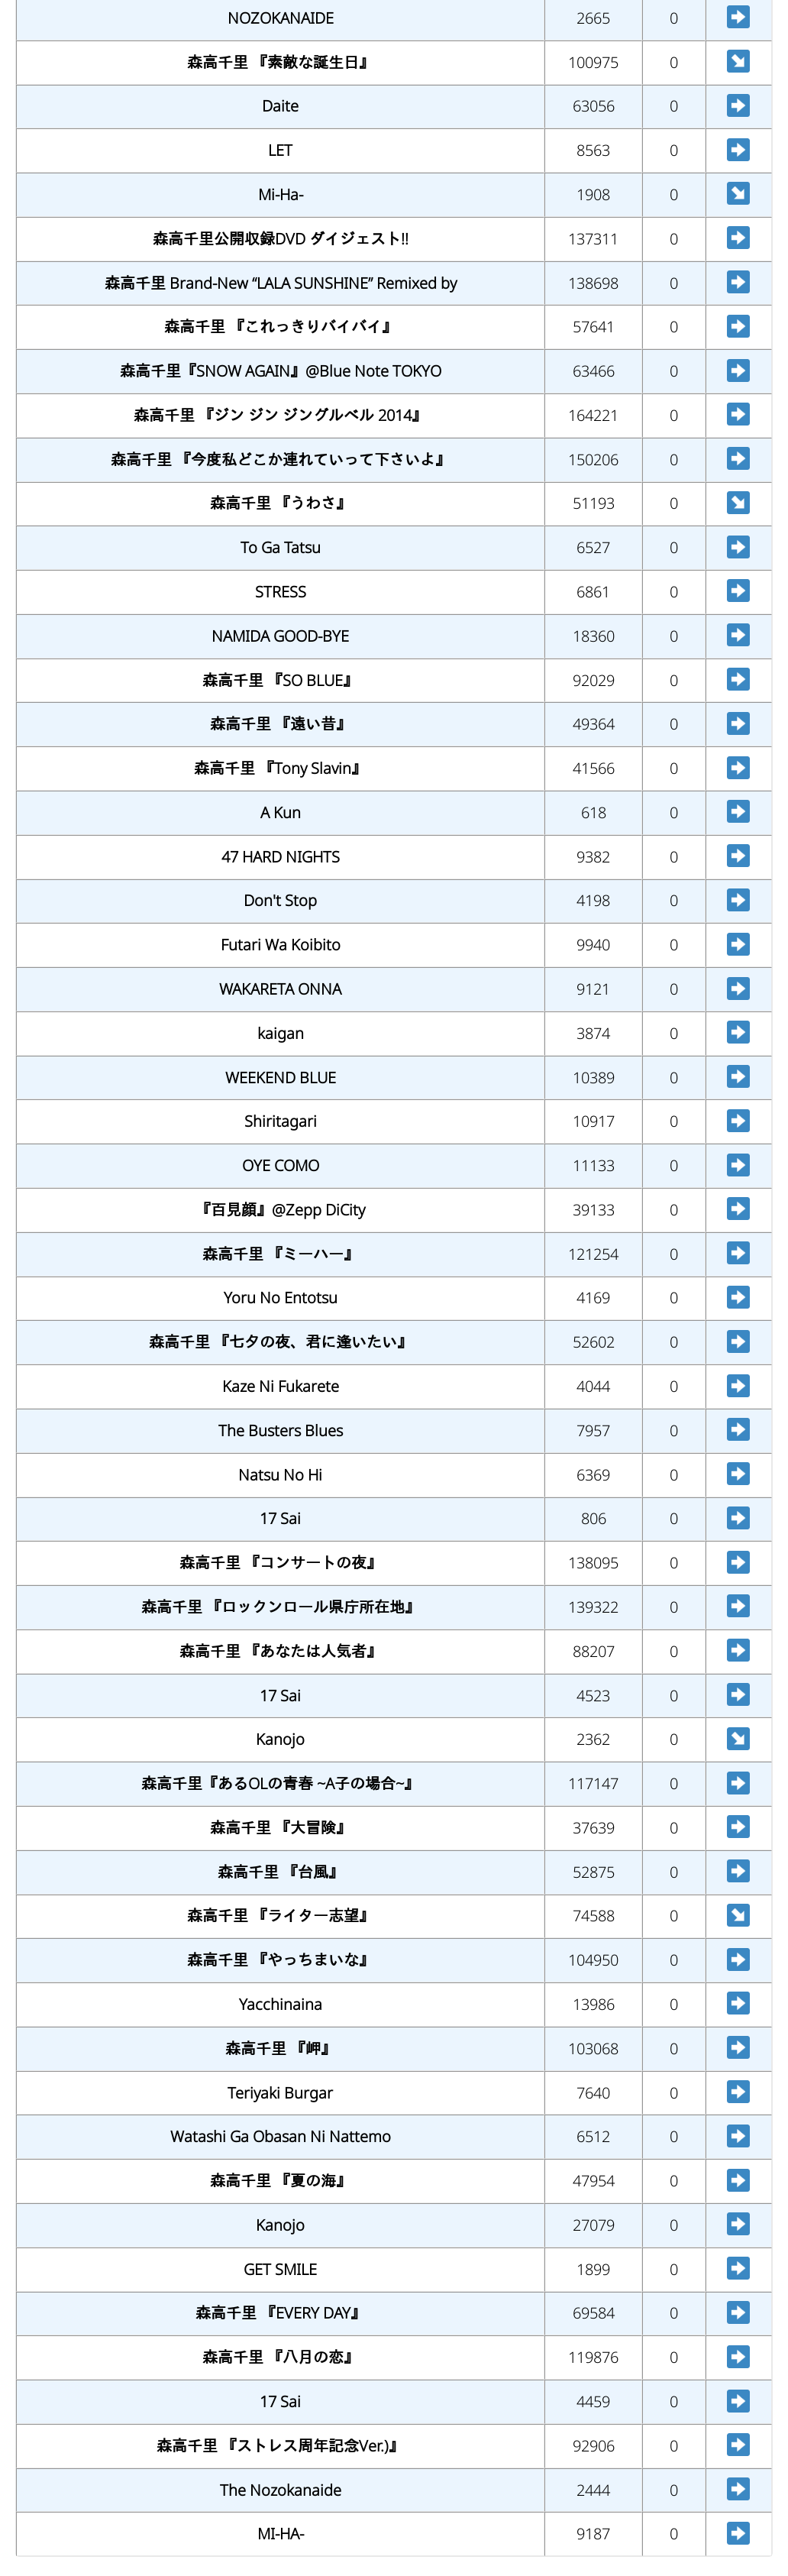 NOZOKANAIDE 2665 0
森高千里 『素敵な誕生日』 100975 0
Daite 63056 0
LET 8563 0
Mi-Ha- 1908 0
森高千里公開収録DVD ダイジェスト!! 137311 0
森高千里 Brand-New “LALA SUNSHINE” Remixed by 138698 0
森高千里 『これっきりバイバイ』 57641 0
森高千里『SNOW AGAIN』@Blue Note TOKYO 63466 0
森高千里 『ジン ジン ジングルベル 2014』 164221 0
森高千里 『今度私どこか連れていって下さいよ』 150206 0
森高千里 『うわさ』 51193 0
To Ga Tatsu 6527 0
STRESS 6861 0
NAMIDA GOOD-BYE 18360 0
森高千里 『SO BLUE』 92029 0
森高千里 『遠い昔』 49364 0
森高千里 『Tony Slavin』 41566 0
A Kun 618 0
47 HARD NIGHTS 9382 0
Don't Stop 4198 0
Futari Wa Koibito 9940 0
WAKARETA ONNA 9121 0
kaigan 3874 0
WEEKEND BLUE 10389 0
Shiritagari 10917 0
OYE COMO 11133 0
『百見顔』@Zepp DiCity 39133 0
森高千里 『ミーハー』 121254 0
Yoru No Entotsu 4169 0
森高千里 『七夕の夜、君に逢いたい』 52602 0
Kaze Ni Fukarete 4044 0
The Busters Blues 7957 0
Natsu No Hi 6369 0
17 Sai 806 0
森高千里 『コンサートの夜』 138095 0
森高千里 『ロックンロール県庁所在地』 139322 0
森高千里 『あなたは人気者』 88207 0
17 Sai 4523 0
Kanojo 2362 0
森高千里『あるOLの青春 ~A子の場合~』 117147 0
森高千里 『大冒険』 37639 0
森高千里 『台風』 52875 0
森高千里 『ライター志望』 74588 0
森高千里 『やっちまいな』 104950 0
Yacchinaina 13986 0
森高千里 『岬』 103068 0
Teriyaki Burgar 7640 0
Watashi Ga Obasan Ni Nattemo 6512 0
森高千里 『夏の海』 47954 0
Kanojo 27079 0
GET SMILE 1899 0
森高千里 『EVERY DAY』 69584 0
森高千里 『八月の恋』 119876 0
17 Sai 4459 0
森高千里 『ストレス周年記念Ver.)』 92906 0
The Nozokanaide 2444 0
MI-HA- 9187 0